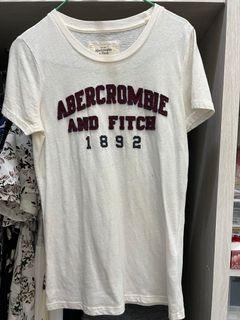 ABERCROMBIE
AND FITCH
1892